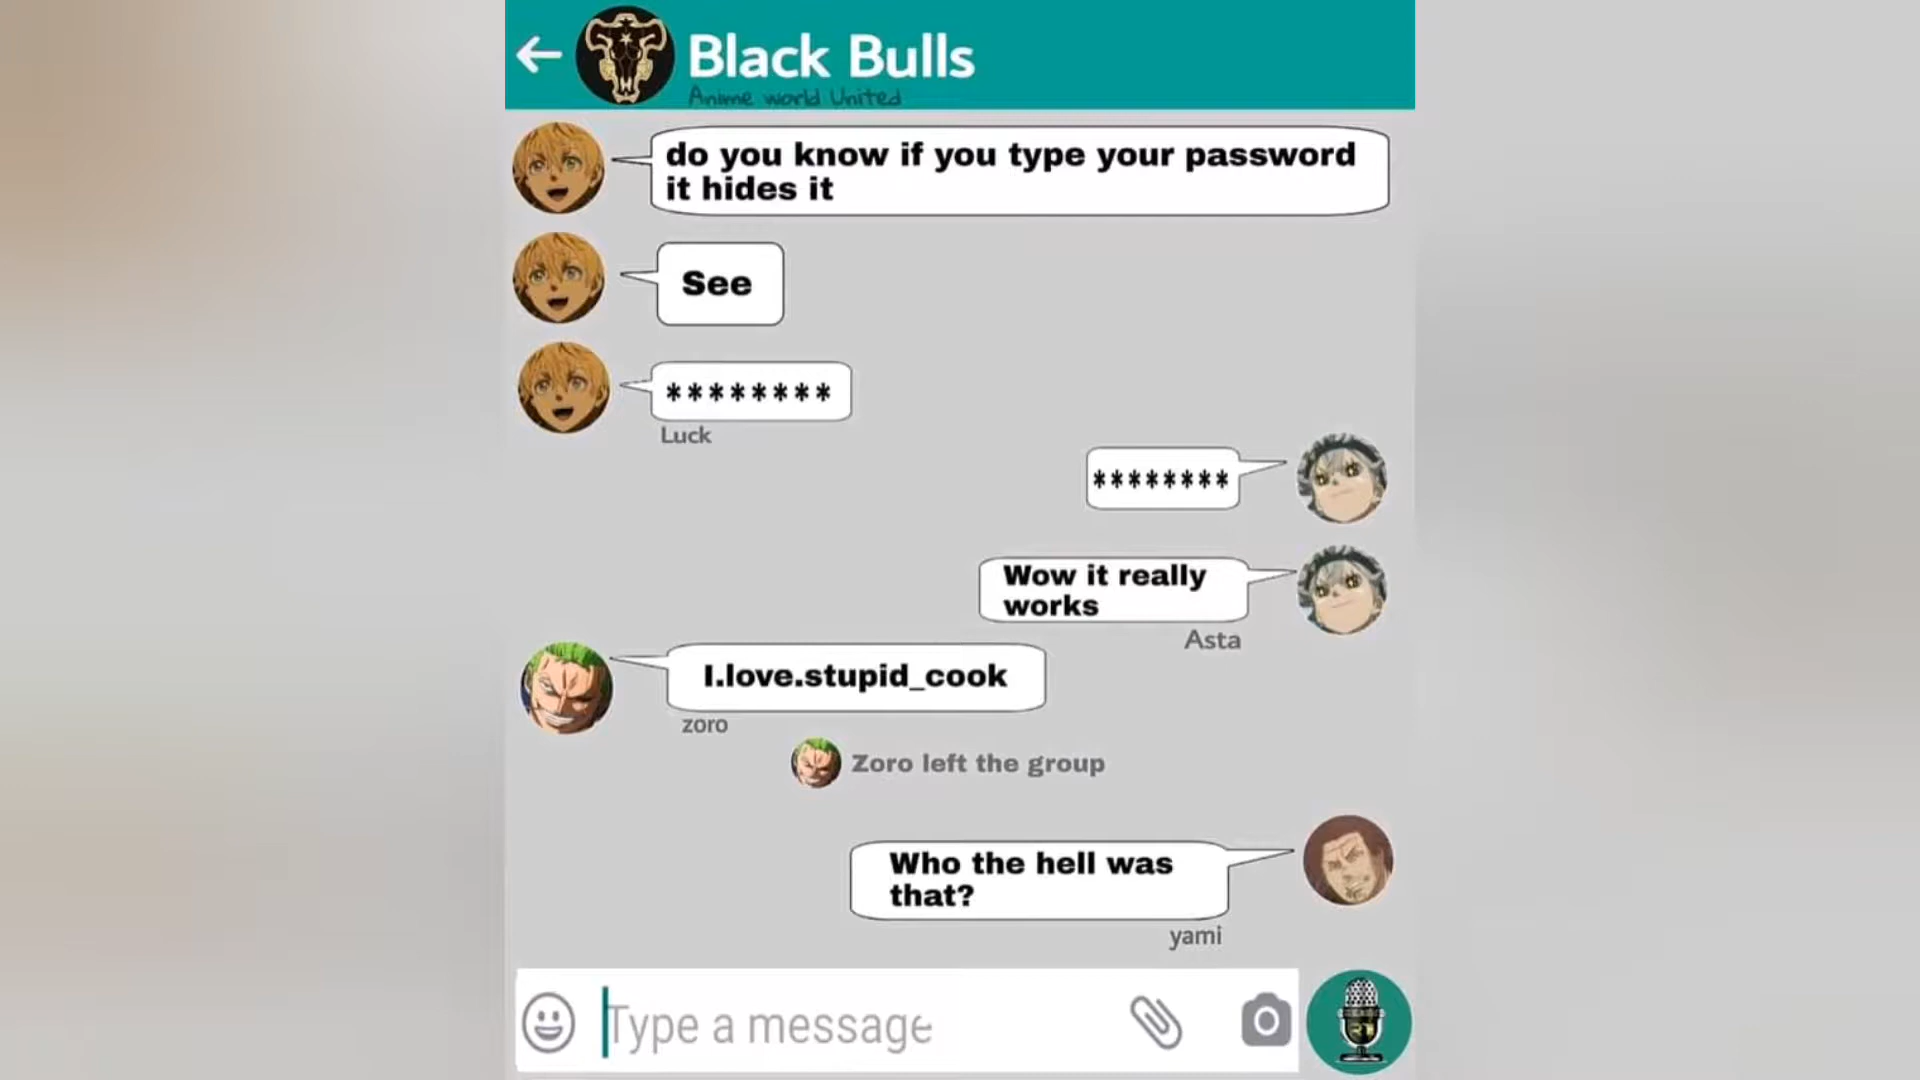 Black Bulls
Anime world United
do you know if you type your password
it hides it
See
********
Luck
********
Wow it really
works
Asta
I.love.stupid_cook
zoro
Zoro left the group
Who the hell was
that?
yami
Type a message